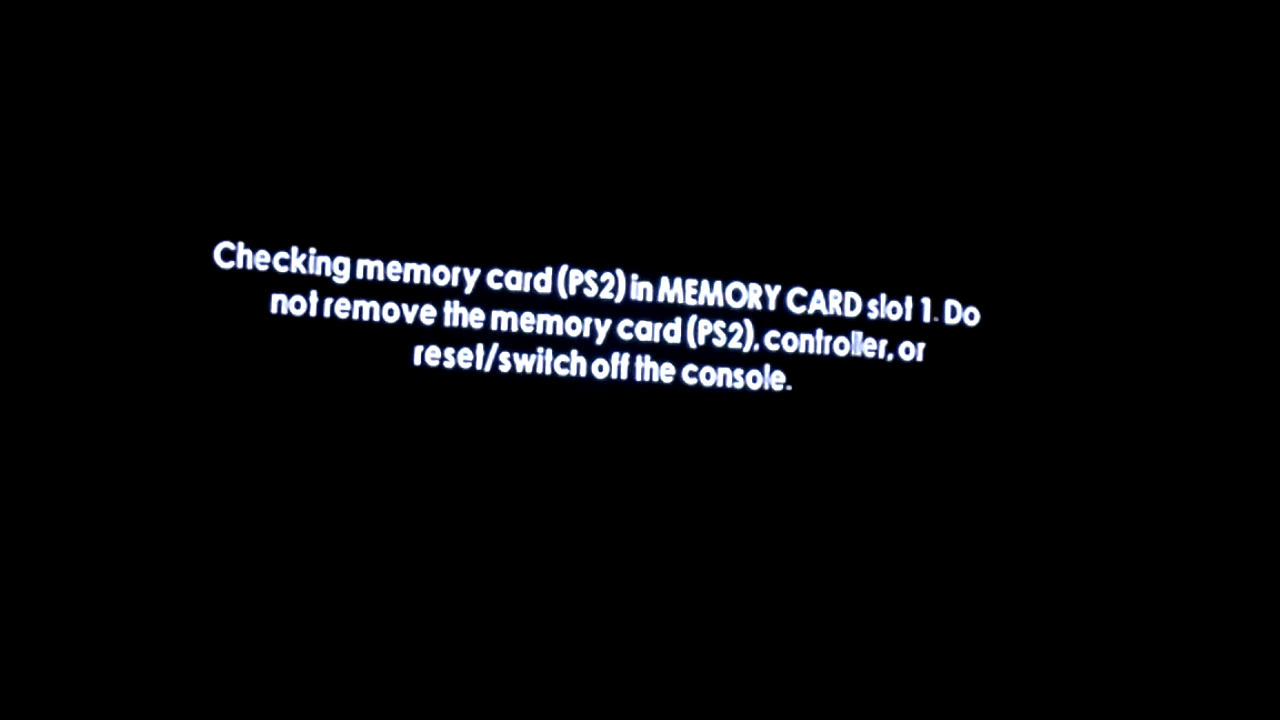 Checking memory card (PS2) in MEMORY CARD slot 1. Do
not remove the memory card (PS2), controller, or
reset/switch off the console.